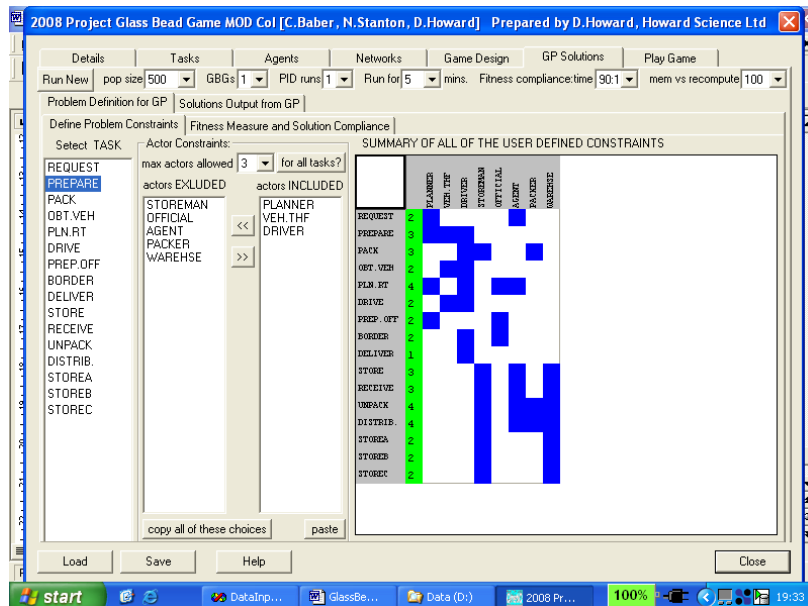 2008 Project Glass Bead Game MOD Col [C.Baber, N.Stanton, D.Howard] Prepared by D.Howard, Howard Science Ltd
Details Tasks Agents Networks Game Design GP Solutions Play Game
Run New pop size 500 GBGs 1 PID runs 1 Run for 5 mins. Fitness compliance:time 90:1 mem vs recompute 100
Problem Definition for GP Solutions Output from GP
Define Problem Constraints Fitness Measure and Solution Compliance
Select TASK
REQUEST
PREPARE
PACK
OBT.VEH
PLN.RT
DRIVE
PREP.OFF
BORDER
DELIVER
STORE
RECEIVE
UNPACK
DISTRIB.
STOREA
STOREB
STOREC
Actor Constraints:
max actors allowed 3 for all tasks?
actors EXLUDED
STOREMAN
OFFICIAL
AGENT
PACKER
WAREHSE
<<
>>
actors INCLUDED
PLANNER
VEH.THF
DRIVER
copy all of these choices paste
SUMMARY OF ALL OF THE USER DEFINED CONSTRAINTS
PLANNER
VEH.THF
DRIVER
STOREMAN
OFFICIAL
AGENT
PACKER
WAREHSE
REQUEST 2
PREPARE 3
PACK 3
OBT.VEH 2
PLN.RT 4
DRIVE 2
PREP.OFF 2
BORDER 2
DELIVER 1
STORE 3
RECEIVE 3
UNPACK 4
DISTRIB. 4
STOREA 2
STOREB 2
STOREC 2
Load Save Help Close
start DataInp... GlassBe... Data (D:) 2008 Pr... 100% 19:33